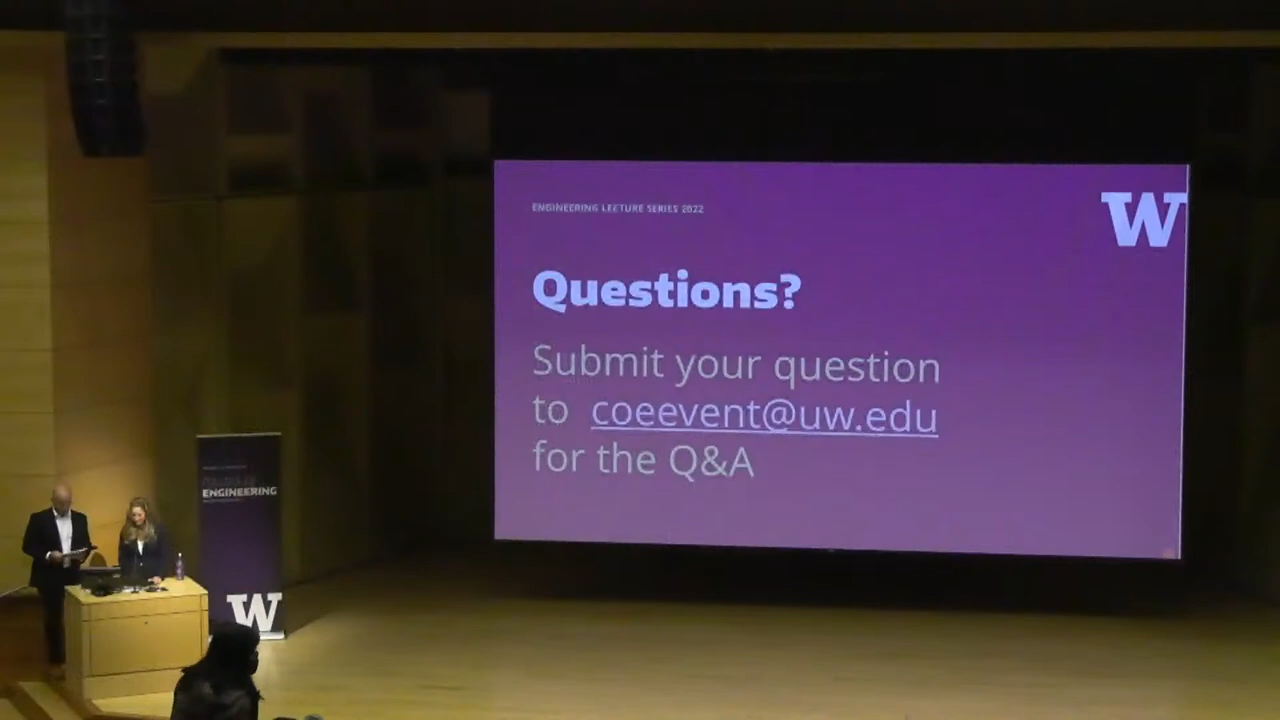 ENGINEERING LECTURE SERIES 2022
W
Questions?
Submit your question
to coeevent@uw.edu
for the Q&A
ENGINEERING
W